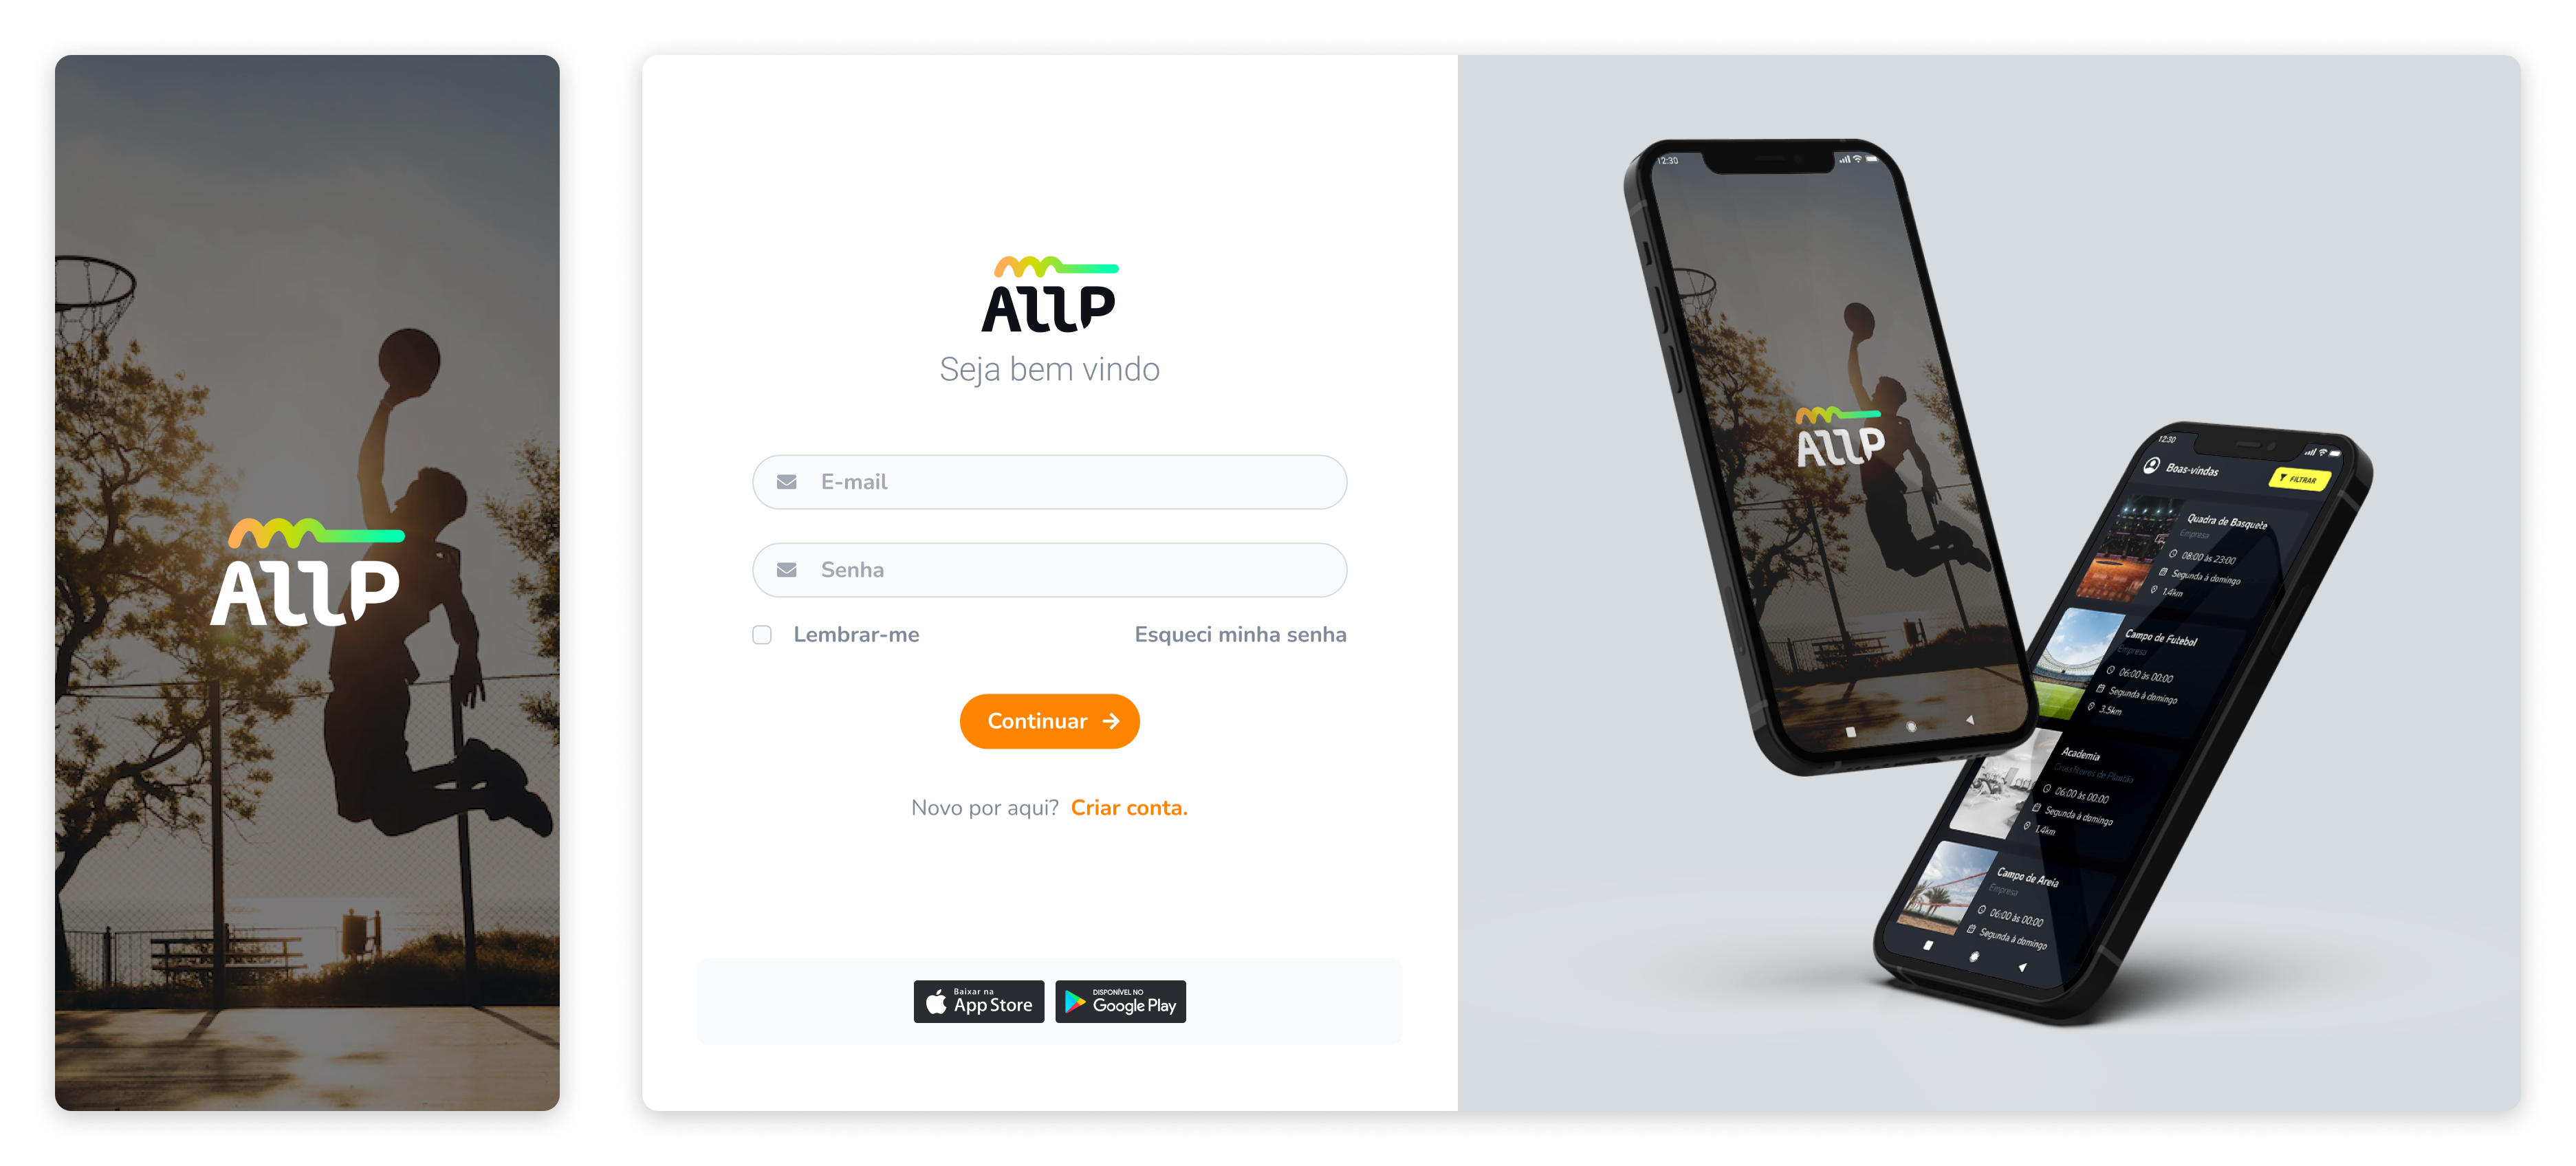 ALLP
ALLP
Seja bem vindo
E-mail
Senha
Lembrar-me
Esqueci minha senha
Continuar
Novo por aqui? Criar conta.
Baixar na
App Store
DISPONÍVEL NO
Google Play
12:30
ALLP
12:30
Boas-vindas
FILTRAR
Quadra de Basquete
Empresa
08:00 às 23:00
Segunda à domingo
1,4km
Campo de Futebol
Empresa
06:00 às 00:00
Segunda à domingo
3.5km
Academia
06:00 às 00:00
Segunda à domingo
1.4km
Campo de Areia
Empresa
06:00 às 00:00
Segunda à domingo